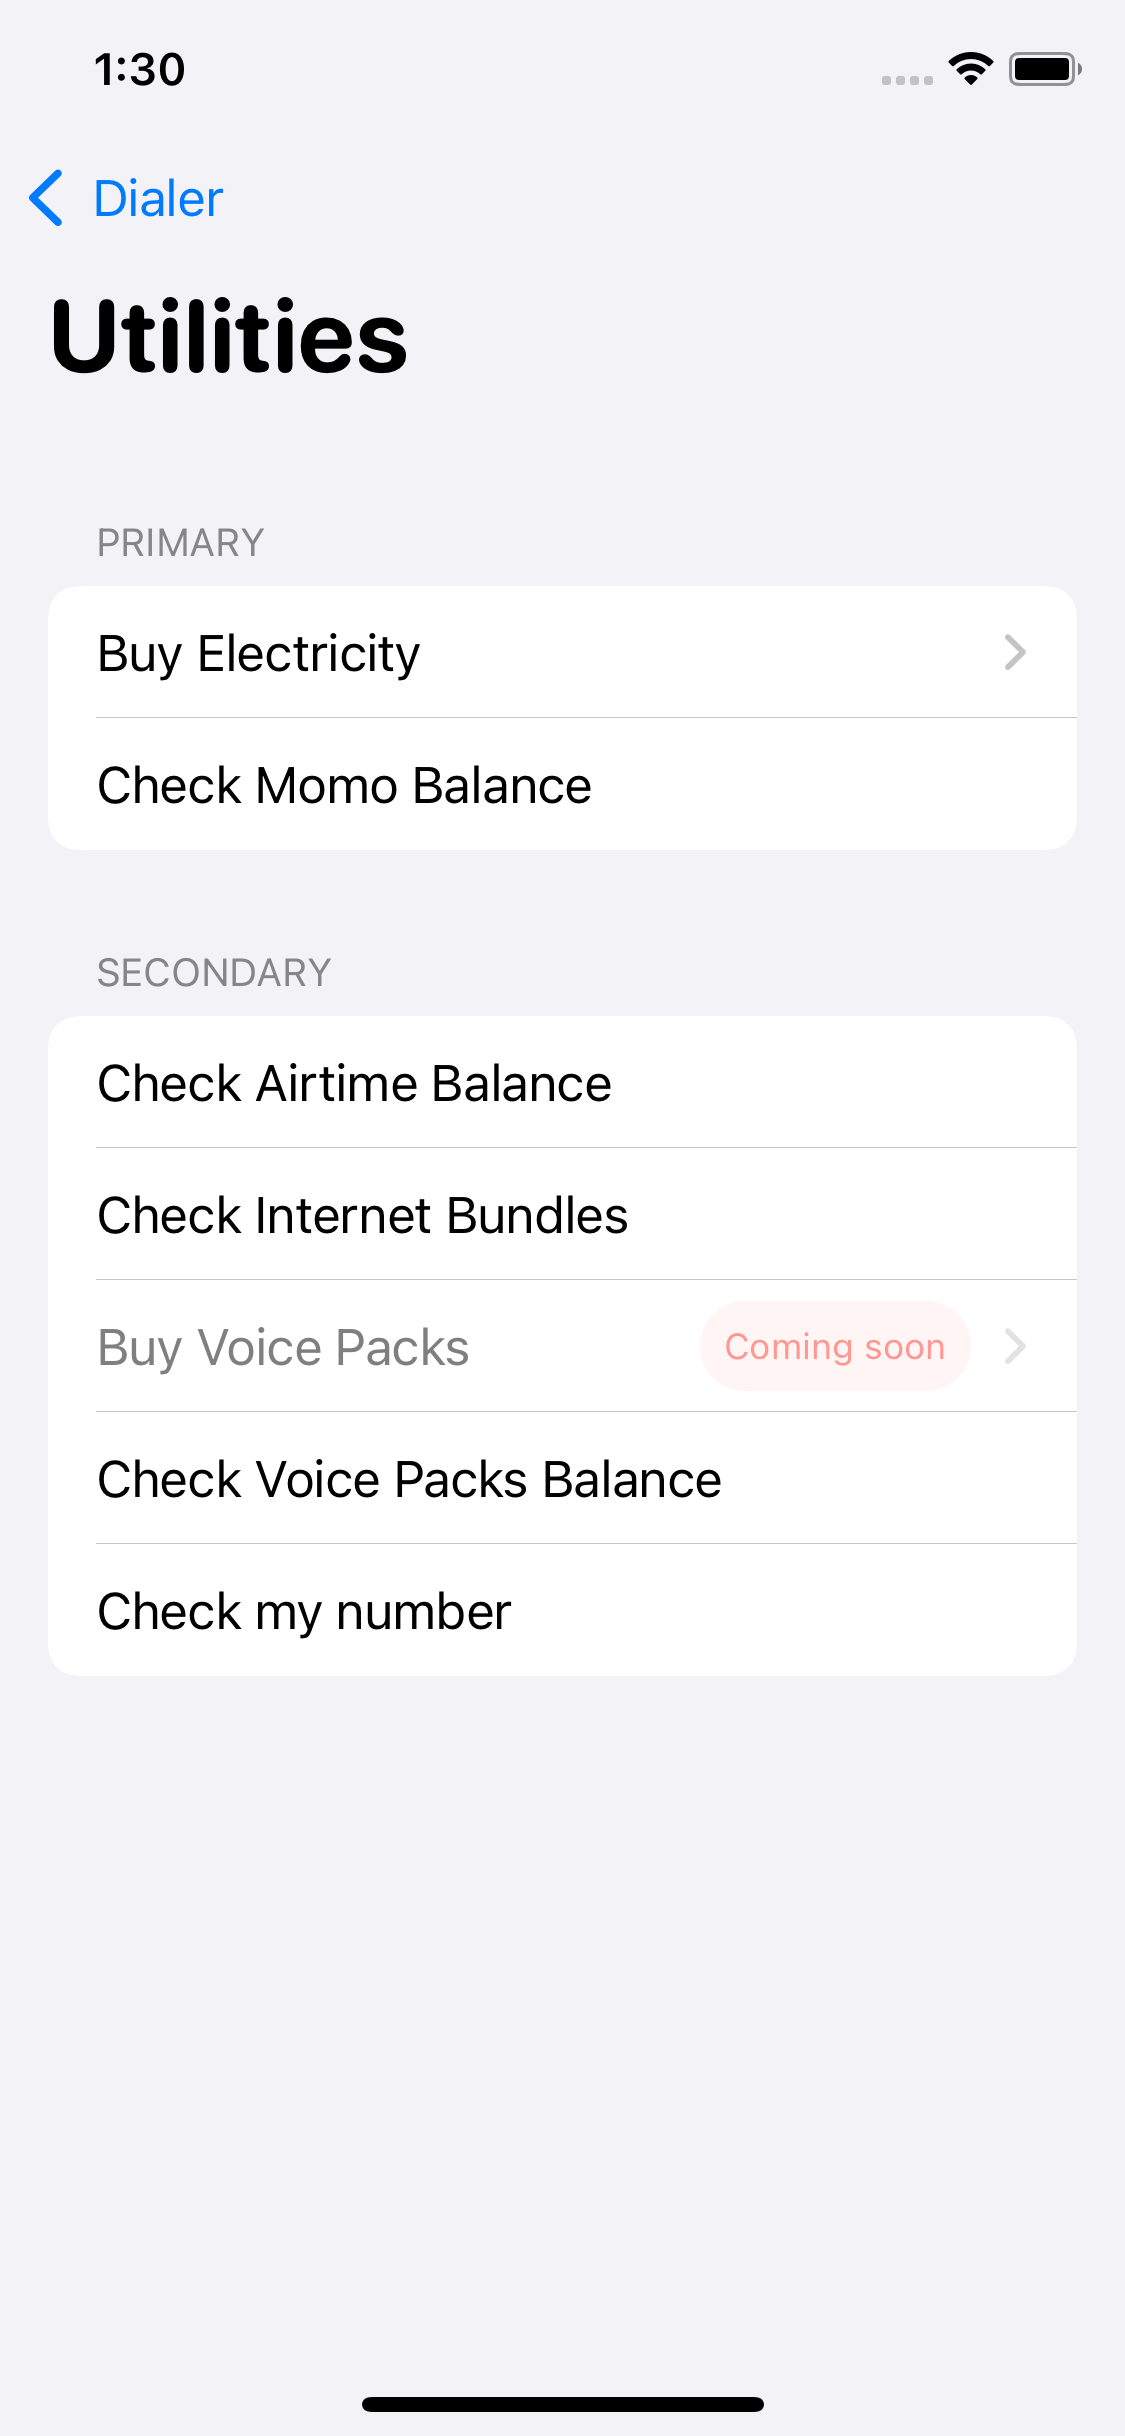 1:30
Dialer
Utilities
PRIMARY
Buy Electricity
Check Momo Balance
SECONDARY
Check Airtime Balance
Check Internet Bundles
Buy Voice Packs Coming soon
Check Voice Packs Balance
Check my number